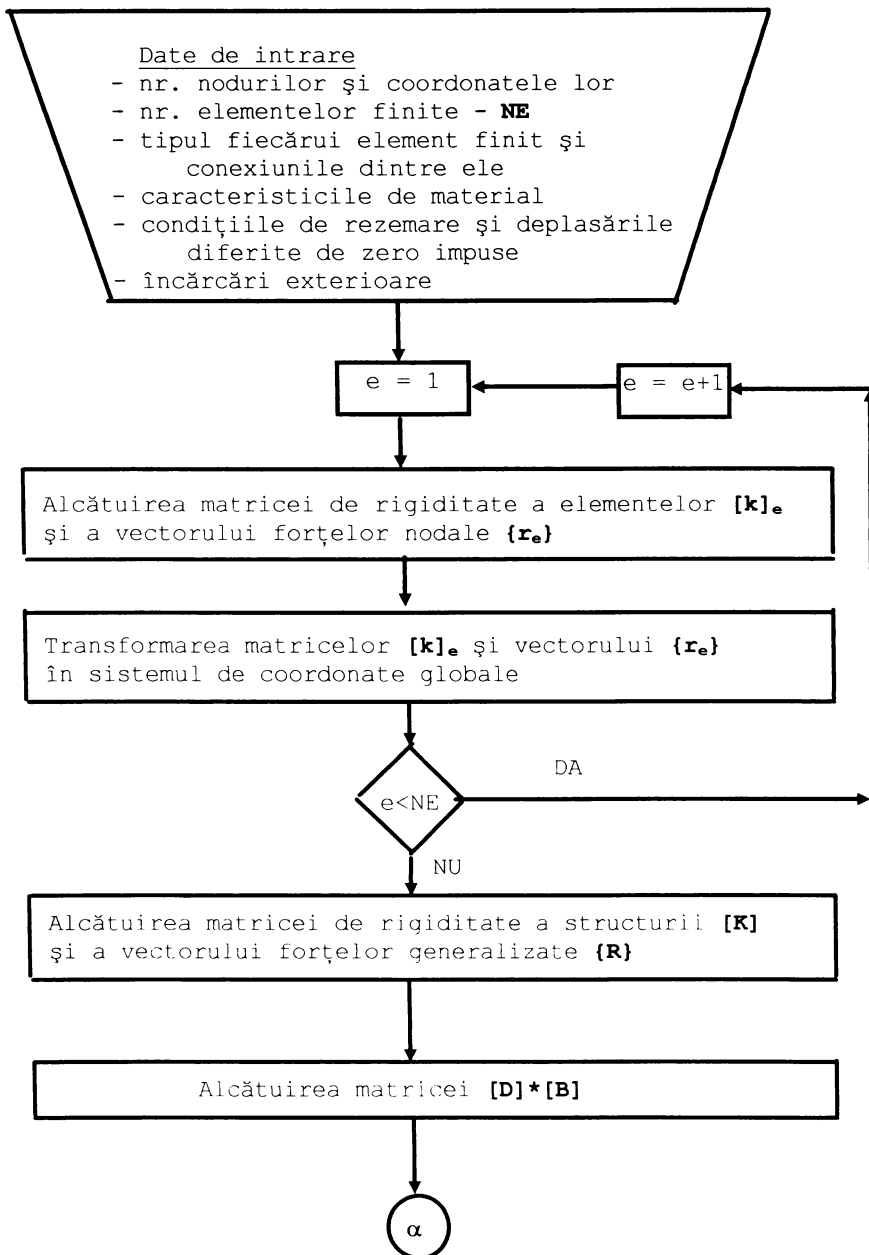 Date de intrare
- nr. nodurilor şi coordonatele lor
- nr. elementelor finite - NE
- tipul fiecărui element finit şi
conexiunile dintre ele
- caracteristicile de material
- condiţiile de rezemare şi deplasările
diferite de zero impuse
- încărcări exterioare
e = 1
e = e+1
Alcătuirea matricei de rigiditate a elementelor [k]e
şi a vectorului forţelor nodale {re}
Transformarea matricelor [k]e şi vectorului {re}
în sistemul de coordonate globale
DA
e<NE
NU
Alcătuirea matricei de rigiditate a structurii [K]
şi a vectorului forţelor generalizate {R}
Alcătuirea matricei [D]*[B]
α